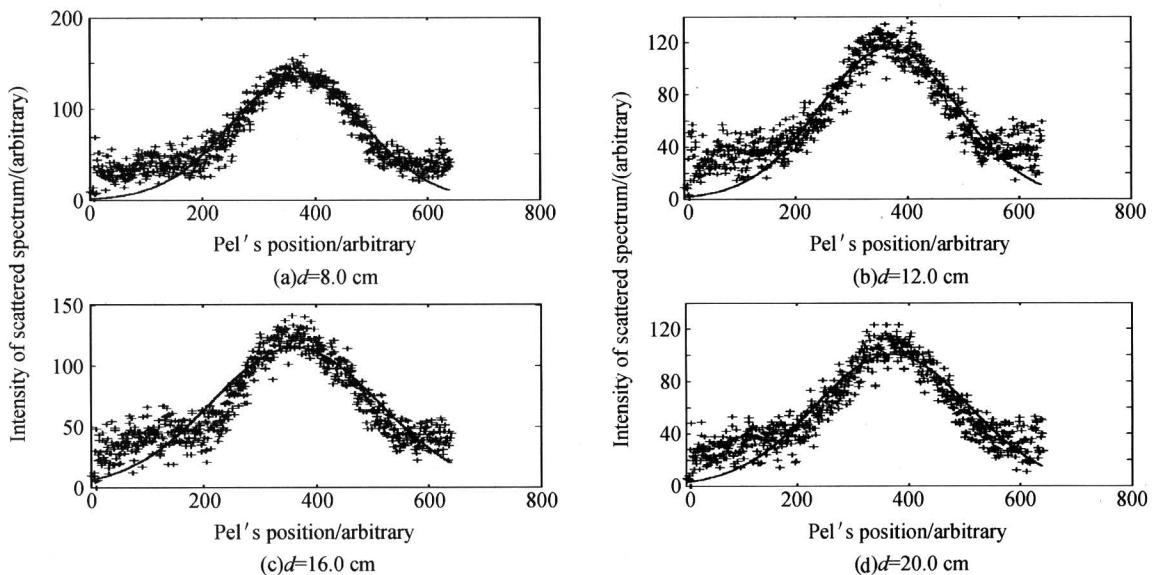 Intensity of scattered spectrum/(arbitrary)
200
150
100
50
0
0 200 400 600 800
Pel′s position/arbitrary
(a)d=8.0 cm
Intensity of scattered spectrum/(arbitrary)
120
80
40
0
0 200 400 600 800
Pel′s position/arbitrary
(b)d=12.0 cm
150
100
50
0
0 200 400 600 800
Pel′s position/arbitrary
(c)d=16.0 cm
120
80
40
0
0 200 400 600 800
Pel′s position/arbitrary
(d)d=20.0 cm